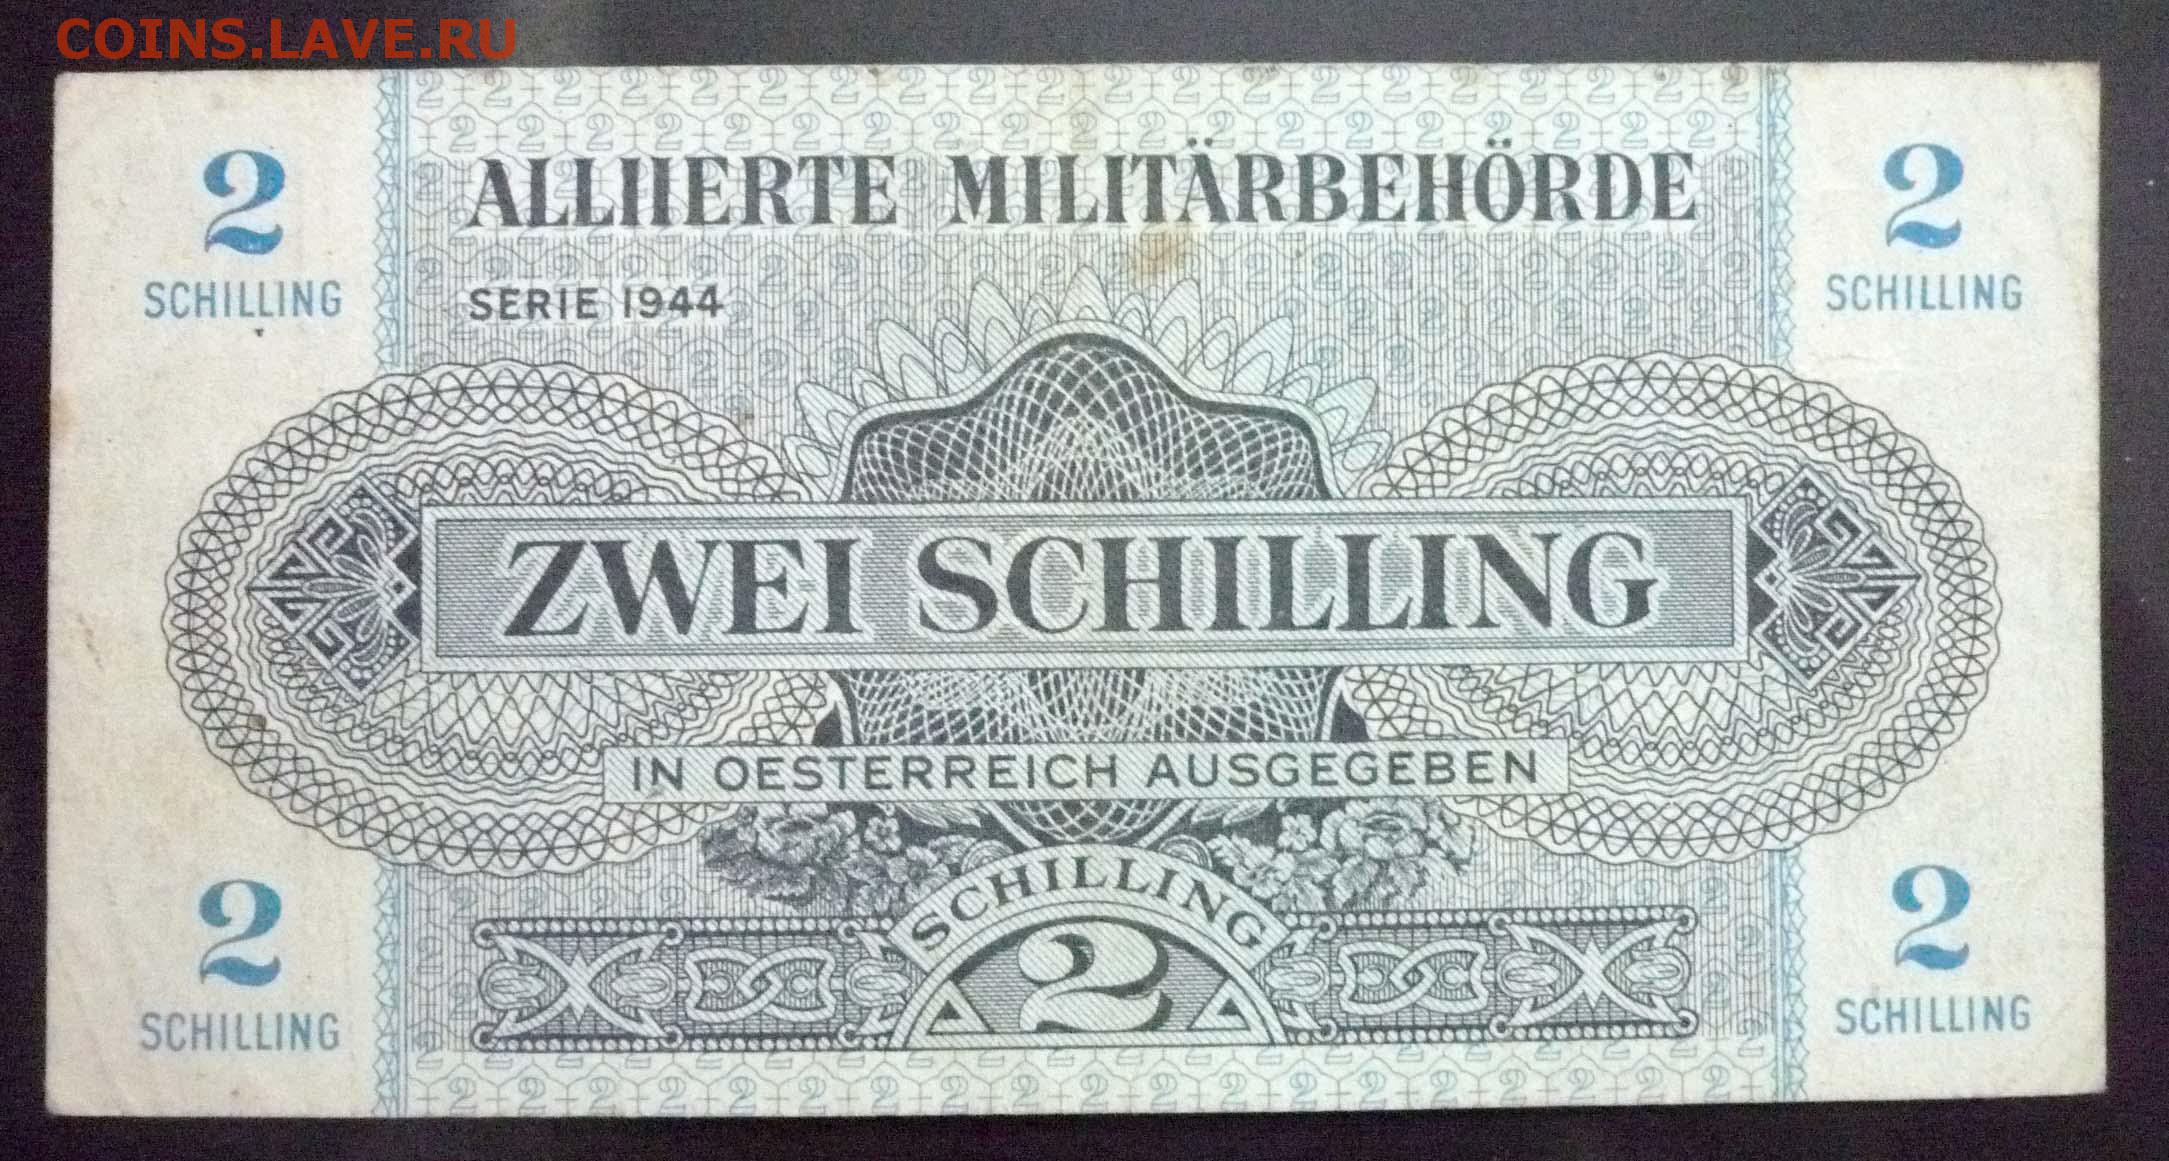 COINS.LAVE.RU
2 2
ALLIIERTE MILITÄRBEHÖRDE
SCHILLING SCHILLING
SERIE 1944
ZWEI SCHILLING
IN OESTERREICH AUSGEGEBEN
SCHILLING
2 2
2
SCHILLING SCHILLING